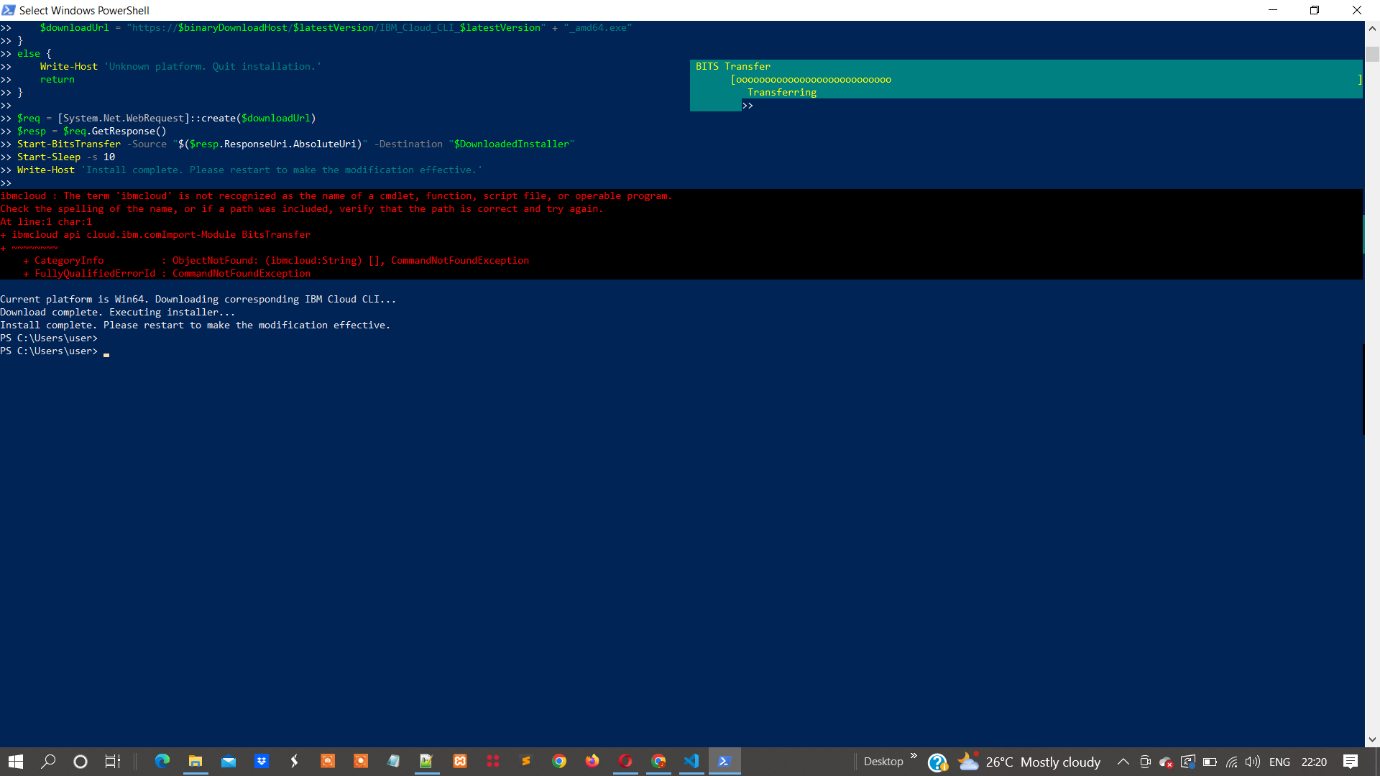 Select Windows PowerShell
>>     $downloadUrl = "https://$binaryDownloadHost/$latestVersion/IBM_Cloud_CLI_$latestVersion" + "_amd64.exe"
>> }
>> else {
>>     Write-Host 'Unknown platform. Quit installation.'
>>     return
>> }
>>
>> $req = [System.Net.WebRequest]::create($downloadUrl)
>> $resp = $req.GetResponse()
>> Start-BitsTransfer -Source "$($resp.ResponseUri.AbsoluteUri)" -Destination "$DownloadedInstaller"
>> Start-Sleep -s 10
>> Write-Host 'Install complete. Please restart to make the modification effective.'
>>
BITS Transfer
[ooooooooooooooooooooooooooo ]
Transferring
>>
ibmcloud : The term 'ibmcloud' is not recognized as the name of a cmdlet, function, script file, or operable program.
Check the spelling of the name, or if a path was included, verify that the path is correct and try again.
At line:1 char:1
+ ibmcloud api cloud.ibm.comImport-Module BitsTransfer
+ ~~~~~~~~
    + CategoryInfo          : ObjectNotFound: (ibmcloud:String) [], CommandNotFoundException
    + FullyQualifiedErrorId : CommandNotFoundException
Current platform is Win64. Downloading corresponding IBM Cloud CLI...
Download complete. Executing installer...
Install complete. Please restart to make the modification effective.
PS C:\Users\user>
PS C:\Users\user>
Desktop » 26°C Mostly cloudy ENG 22:20